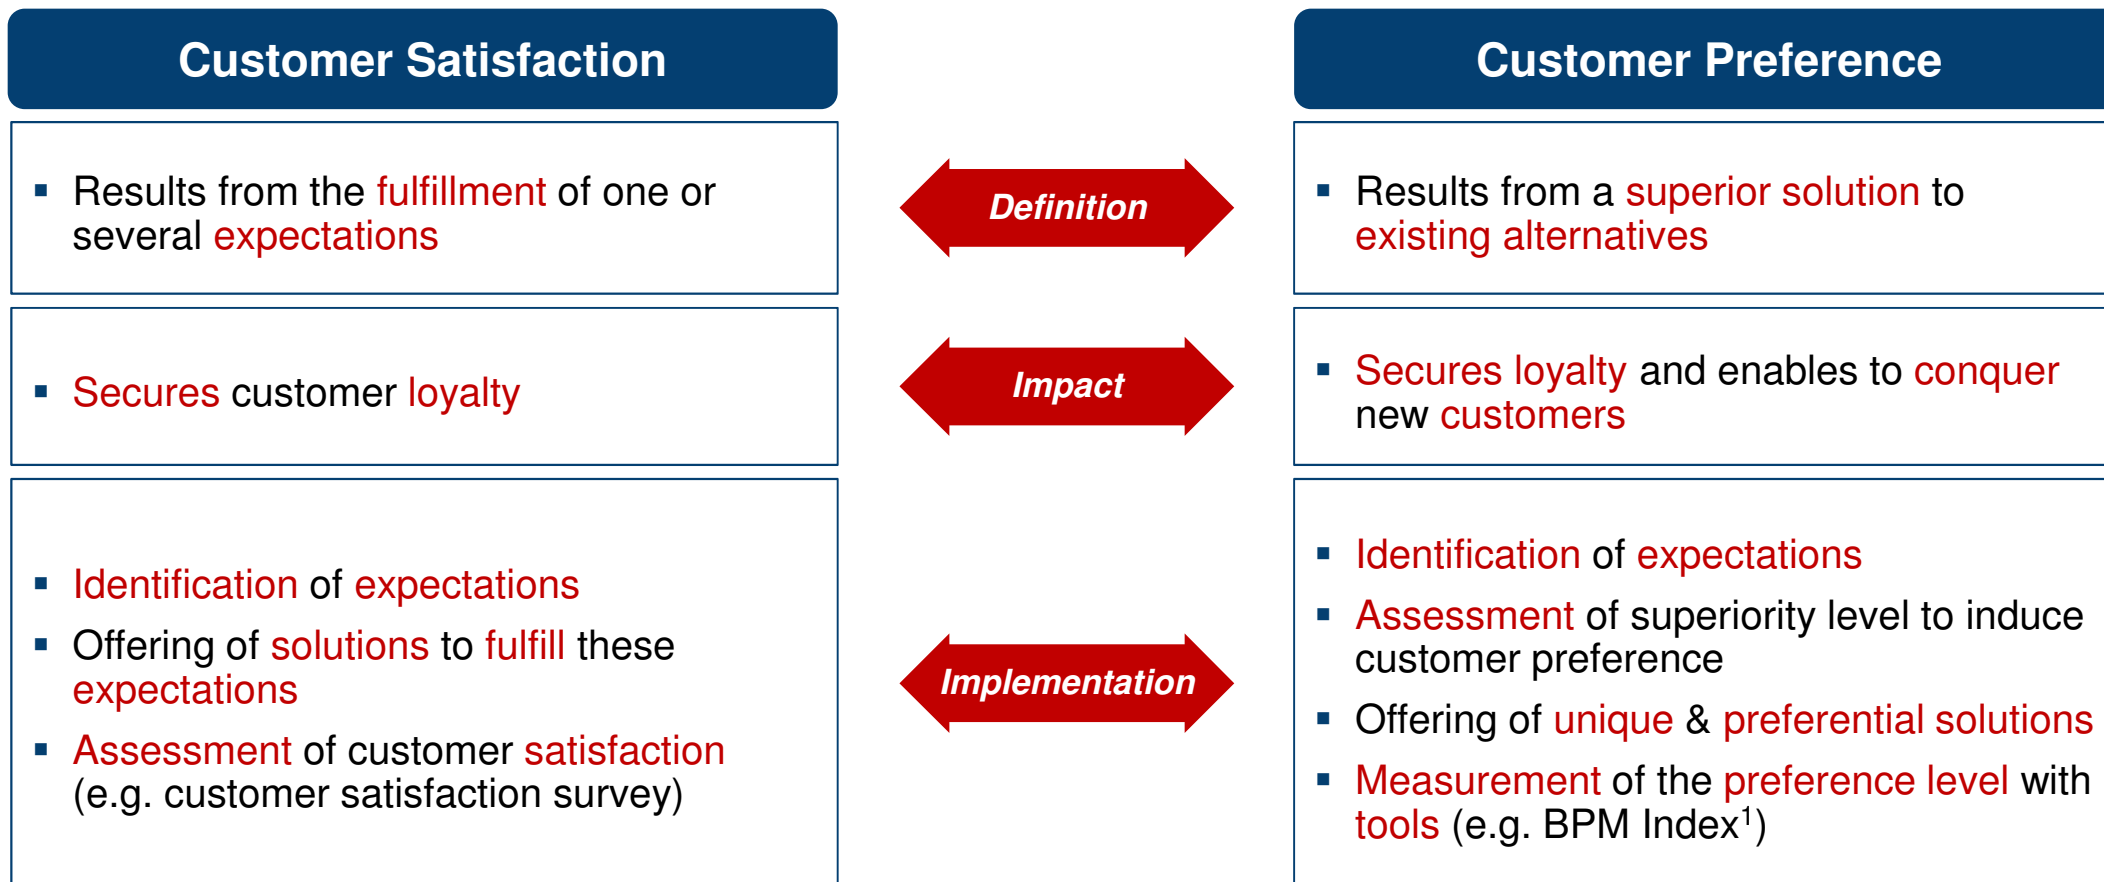 Customer Satisfaction
Customer Preference
▪ Results from the fulfillment of one or
several expectations
Definition
▪ Results from a superior solution to
existing alternatives
▪ Secures customer loyalty
Impact
▪ Secures loyalty and enables to conquer
new customers
▪ Identification of expectations
▪ Offering of solutions to fulfill these
expectations
▪ Assessment of customer satisfaction
(e.g. customer satisfaction survey)
Implementation
▪ Identification of expectations
▪ Assessment of superiority level to induce
customer preference
▪ Offering of unique & preferential solutions
▪ Measurement of the preference level with
tools (e.g. BPM Index¹)